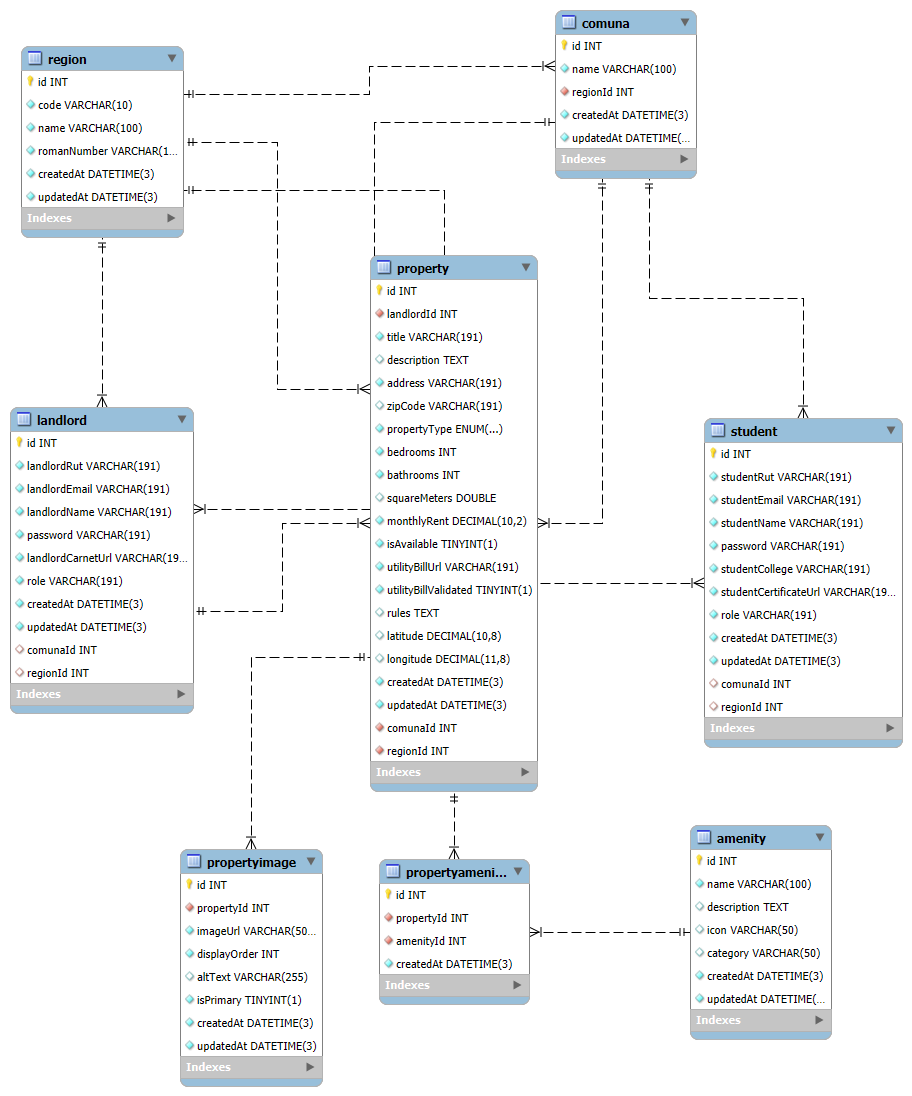 comuna
id INT
name VARCHAR(100)
regionId INT
createdAt DATETIME(3)
updatedAt DATETIME(...
Indexes
region
id INT
code VARCHAR(10)
name VARCHAR(100)
romanNumber VARCHAR(1...
createdAt DATETIME(3)
updatedAt DATETIME(3)
Indexes
property
id INT
landlordId INT
title VARCHAR(191)
description TEXT
address VARCHAR(191)
zipCode VARCHAR(191)
propertyType ENUM(...)
bedrooms INT
bathrooms INT
squareMeters DOUBLE
monthlyRent DECIMAL(10,2)
isAvailable TINYINT(1)
utilityBillUrl VARCHAR(191)
utilityBillValidated TINYINT(1)
rules TEXT
latitude DECIMAL(10,8)
longitude DECIMAL(11,8)
createdAt DATETIME(3)
updatedAt DATETIME(3)
comunaId INT
regionId INT
Indexes
landlord
id INT
landlordRut VARCHAR(191)
landlordEmail VARCHAR(191)
landlordName VARCHAR(191)
password VARCHAR(191)
landlordCarnetUrl VARCHAR(19...
role VARCHAR(191)
createdAt DATETIME(3)
updatedAt DATETIME(3)
comunaId INT
regionId INT
Indexes
student
id INT
studentRut VARCHAR(191)
studentEmail VARCHAR(191)
studentName VARCHAR(191)
password VARCHAR(191)
studentCollege VARCHAR(191)
studentCertificateUrl VARCHAR(19...
role VARCHAR(191)
createdAt DATETIME(3)
updatedAt DATETIME(3)
comunaId INT
regionId INT
Indexes
propertyimage
id INT
propertyId INT
imageUrl VARCHAR(50...
displayOrder INT
altText VARCHAR(255)
isPrimary TINYINT(1)
createdAt DATETIME(3)
updatedAt DATETIME(3)
Indexes
propertyameni...
id INT
propertyId INT
amenityId INT
createdAt DATETIME(3)
Indexes
amenity
id INT
name VARCHAR(100)
description TEXT
icon VARCHAR(50)
category VARCHAR(50)
createdAt DATETIME(3)
updatedAt DATETIME(...
Indexes